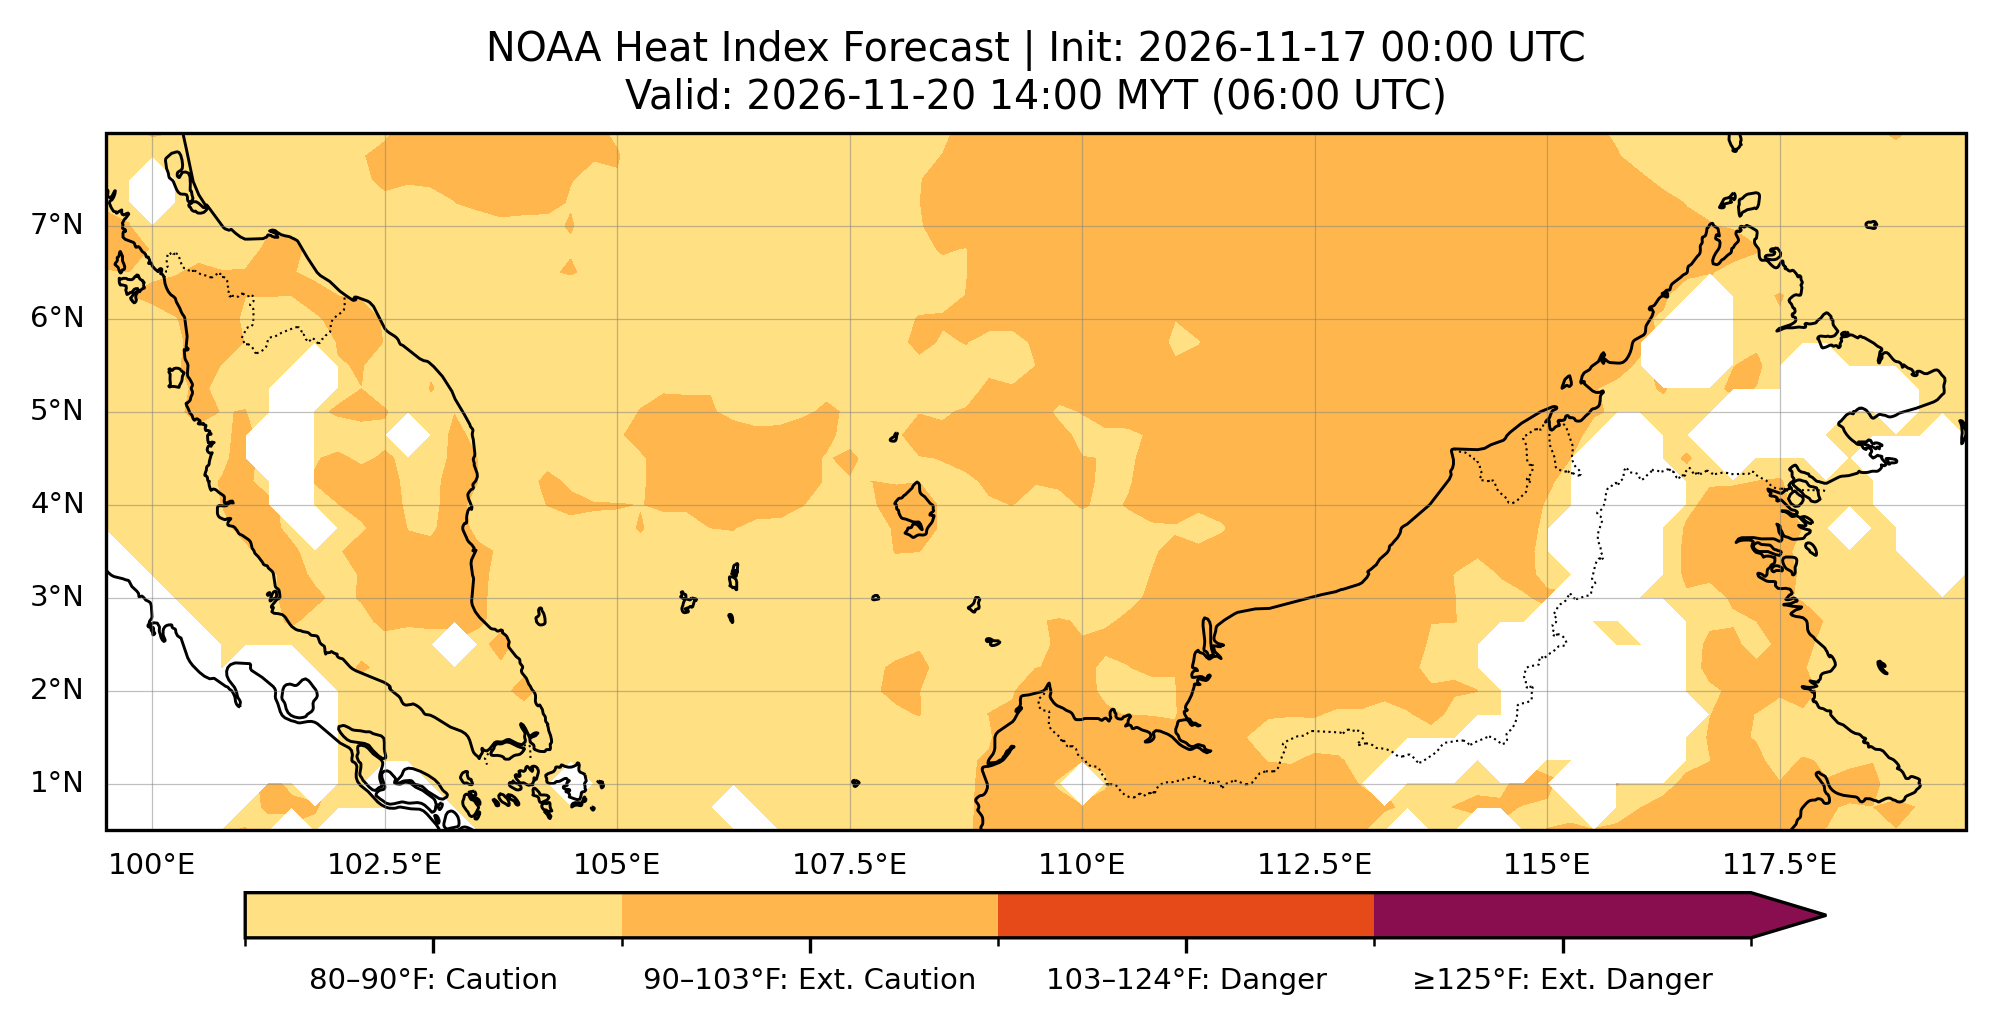 NOAA Heat Index Forecast | Init: 2026-11-17 00:00 UTC
Valid: 2026-11-20 14:00 MYT (06:00 UTC)
7°N
6°N
5°N
4°N
3°N
2°N
1°N
100°E
102.5°E
105°E
107.5°E
110°E
112.5°E
115°E
117.5°E
80–90°F: Caution
90–103°F: Ext. Caution
103–124°F: Danger
≥125°F: Ext. Danger